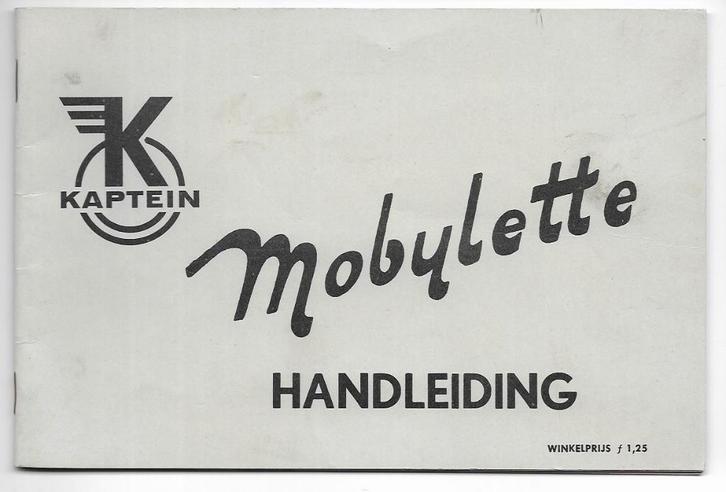 K
KAPTEIN
Mobylette
HANDLEIDING
WINKELPRIJS ƒ 1,25